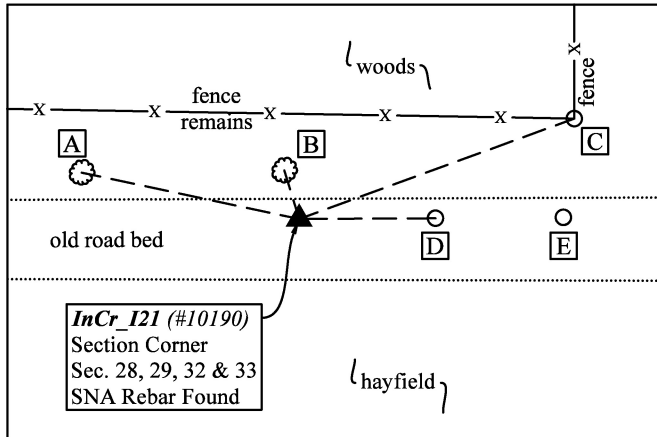 woods
x
x x x x x
fence
remains
fence
A
B
C
old road bed
D
E
InCr_I21 (#10190)
Section Corner
Sec. 28, 29, 32 & 33
SNA Rebar Found
hayfield